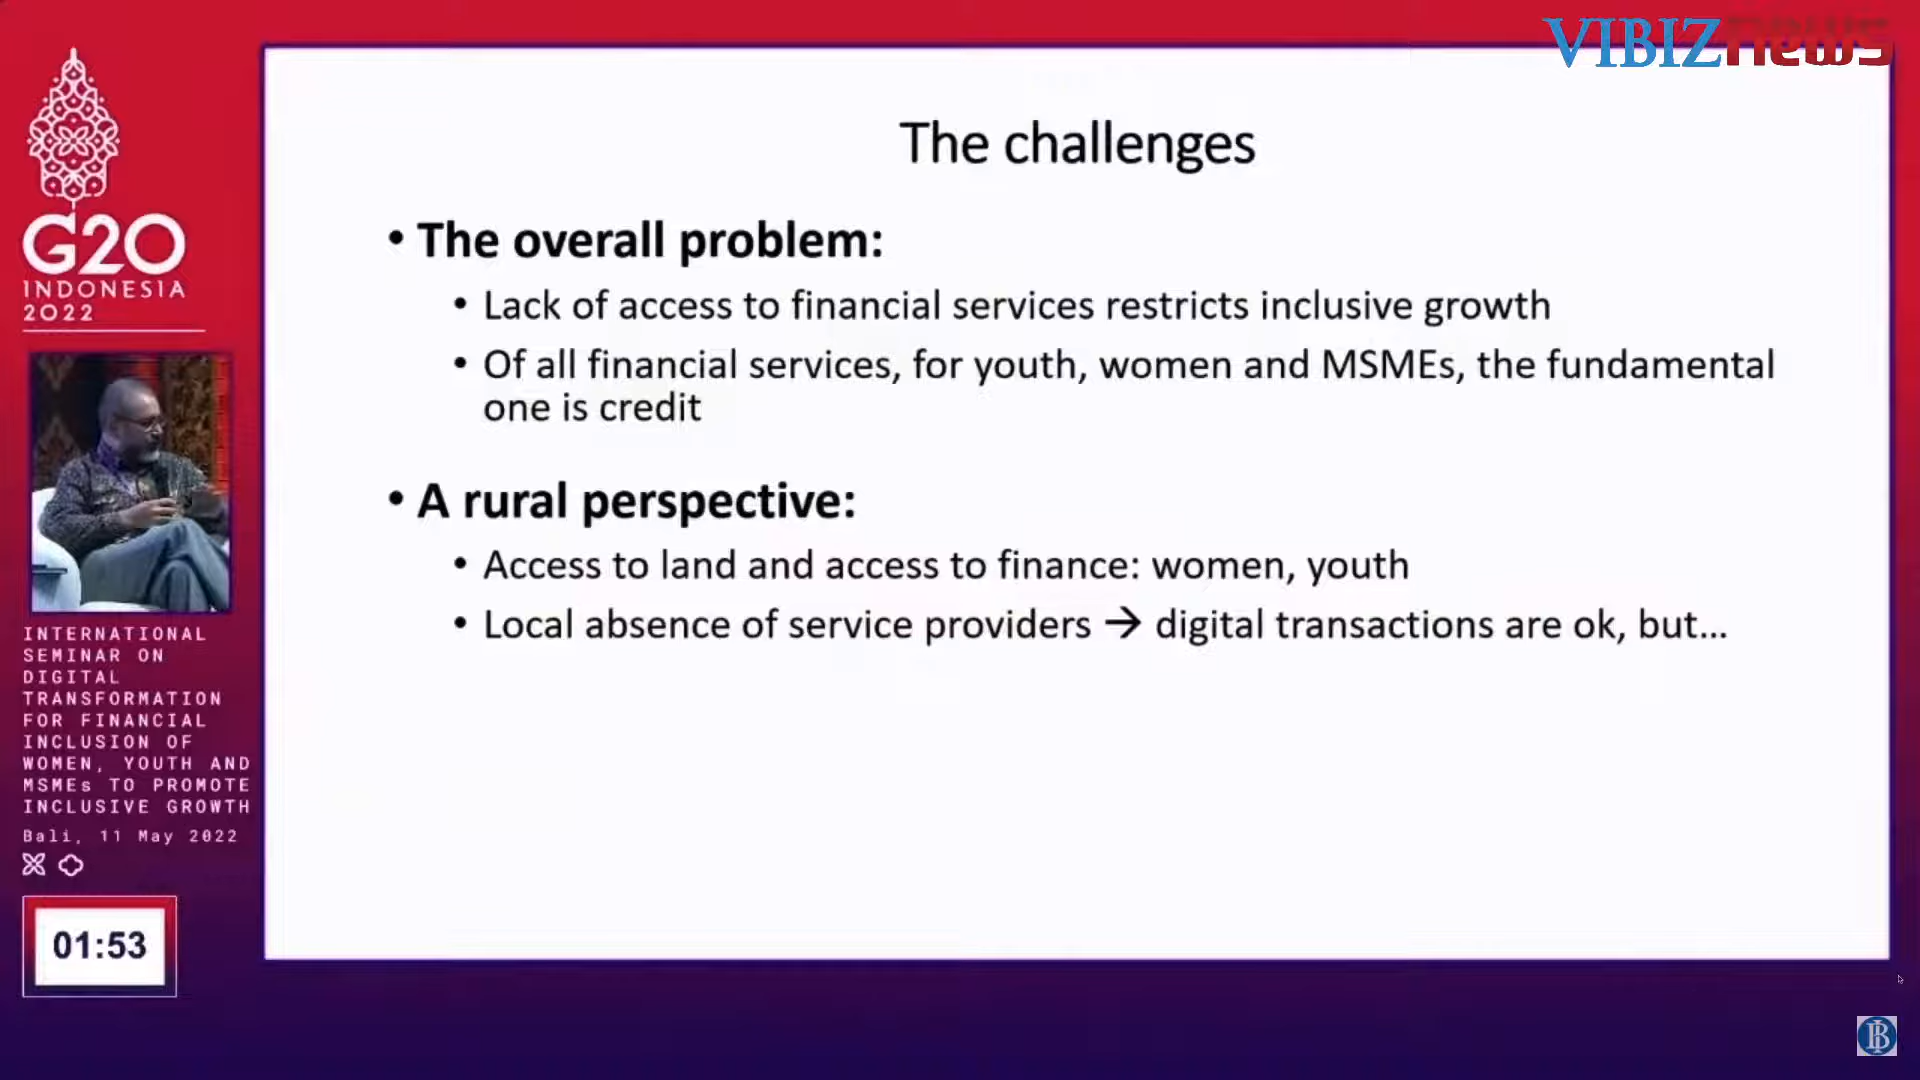 VIBIZnews
G20
INDONESIA
2022
INTERNATIONAL
SEMINAR ON
DIGITAL
TRANSFORMATION
FOR FINANCIAL
INCLUSION OF
WOMEN, YOUTH AND
MSMEs TO PROMOTE
INCLUSIVE GROWTH
Bali, 11 May 2022
01:53
The challenges
• The overall problem:
• Lack of access to financial services restricts inclusive growth
• Of all financial services, for youth, women and MSMEs, the fundamental
one is credit
• A rural perspective:
• Access to land and access to finance: women, youth
• Local absence of service providers → digital transactions are ok, but...